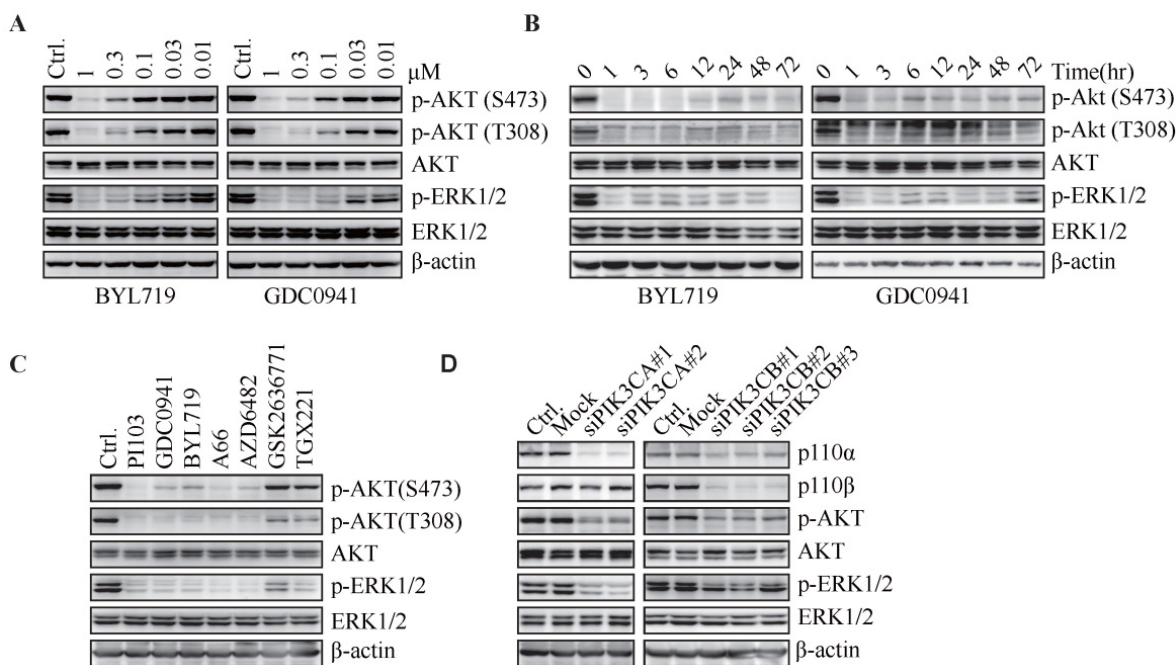 A
Ctrl. 1 0.3 0.1 0.03 0.01 Ctrl. 1 0.3 0.1 0.03 0.01 μM
p-AKT (S473)
p-AKT (T308)
AKT
p-ERK1/2
ERK1/2
β-actin
BYL719 GDC0941
B
0 1 3 6 12 24 48 72 0 1 3 6 12 24 48 72 Time(hr)
p-Akt (S473)
p-Akt (T308)
AKT
p-ERK1/2
ERK1/2
β-actin
BYL719 GDC0941
C
Ctrl. PI103 GDC0941 BYL719 A66 AZD6482 GSK2636771 TGX221
p-AKT(S473)
p-AKT(T308)
AKT
p-ERK1/2
ERK1/2
β-actin
D
Ctrl. Mock siPIK3CA#1 siPIK3CA#2 Ctrl. Mock siPIK3CB#1 siPIK3CB#2 siPIK3CB#3
p110α
p110β
p-AKT
AKT
p-ERK1/2
ERK1/2
β-actin